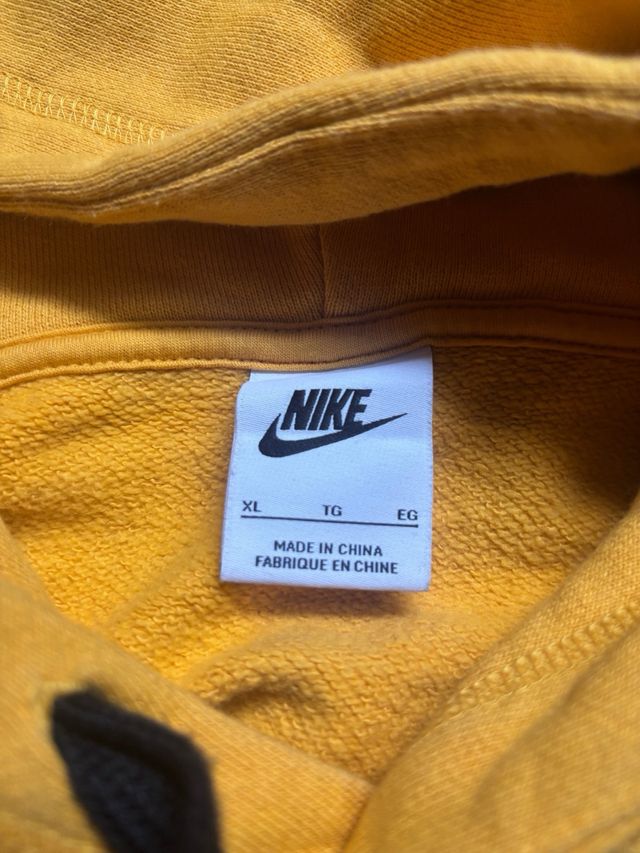 NIKE
XL TG EG
MADE IN CHINA
FABRIQUE EN CHINE